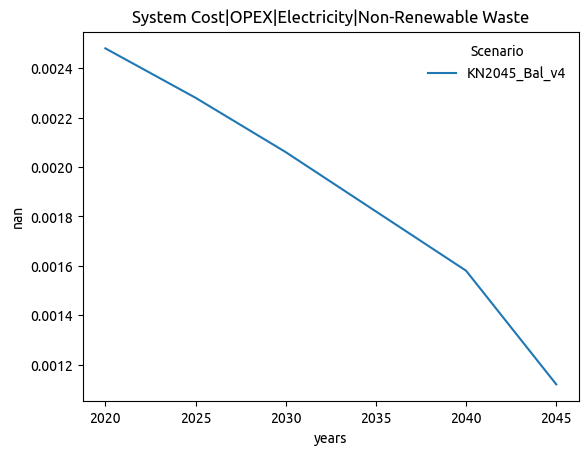 System Cost|OPEX|Electricity|Non-Renewable Waste
Scenario
KN2045_Bal_v4
0.0024
0.0022
0.0020
0.0018
0.0016
0.0014
0.0012
nan
2020 2025 2030 2035 2040 2045
years